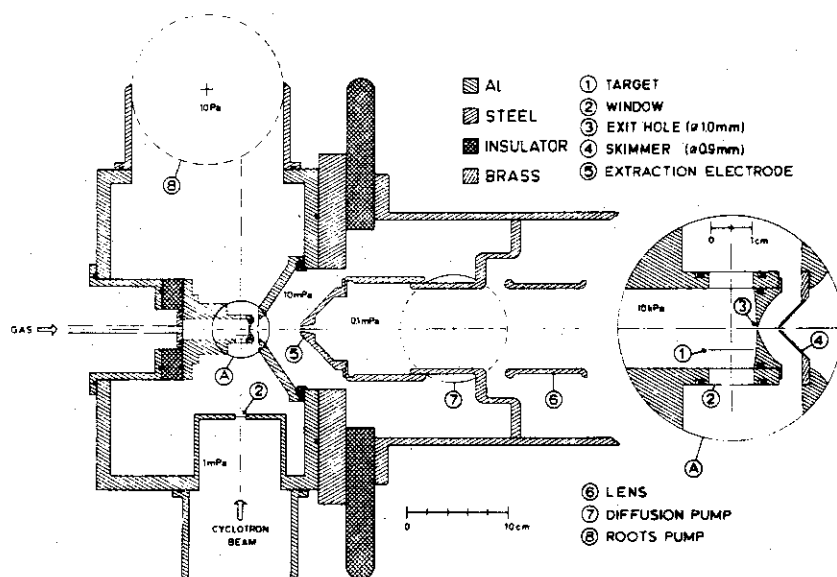 10Pa
Al
STEEL
INSULATOR
BRASS
① TARGET
② WINDOW
③ EXIT HOLE (⌀1.0mm)
④ SKIMMER (⌀0.9mm)
⑤ EXTRACTION ELECTRODE
⑧
0 1cm
10mPa
0.1mPa
10kPa
③
GAS
⑤
①
④
A
②
⑦
⑥
②
1mPa
A
CYCLOTRON
BEAM
0 10cm
⑥ LENS
⑦ DIFFUSION PUMP
⑧ ROOTS PUMP